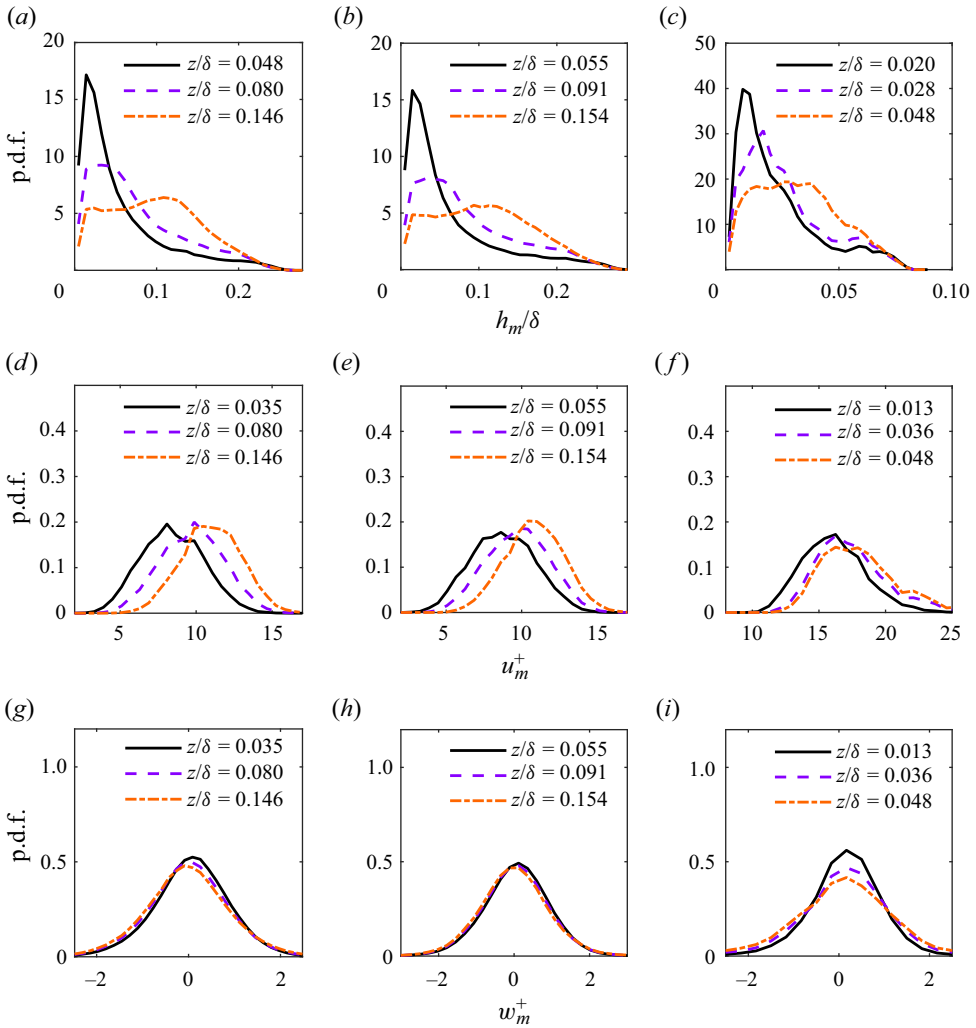 (a) (b) (c)
20 20 50
z/δ = 0.048 z/δ = 0.055 z/δ = 0.020
z/δ = 0.080 z/δ = 0.091 z/δ = 0.028
z/δ = 0.146 z/δ = 0.154 z/δ = 0.048
40
15 15
30
p.d.f.
10 10
20
5 5
10
0 0.1 0.2 0 0.1 0.2 0 0.05 0.10
h_m/δ
(d) (e) (f)
z/δ = 0.035 z/δ = 0.055 z/δ = 0.013
0.4 z/δ = 0.080 0.4 z/δ = 0.091 0.4 z/δ = 0.036
z/δ = 0.146 z/δ = 0.154 z/δ = 0.048
0.3 0.3 0.3
p.d.f.
0.2 0.2 0.2
0.1 0.1 0.1
0 0 0
5 10 15 5 10 15 10 15 20 25
u_m^+
(g) (h) (i)
z/δ = 0.035 z/δ = 0.055 z/δ = 0.013
1.0 z/δ = 0.080 1.0 z/δ = 0.091 1.0 z/δ = 0.036
z/δ = 0.146 z/δ = 0.154 z/δ = 0.048
p.d.f.
0.5 0.5 0.5
0 0 0
−2 0 2 −2 0 2 −2 0 2
w_m^+